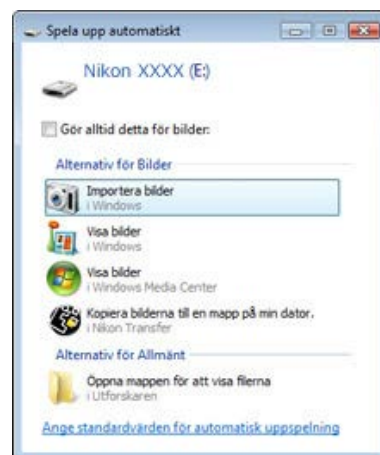 Spela upp automatiskt
Nikon XXXX (E:)
Gör alltid detta för bilder:
Alternativ för Bilder
Importera bilder
i Windows
Visa bilder
i Windows
Visa bilder
i Windows Media Center
Kopiera bilderna till en mapp på min dator.
i Nikon Transfer
Alternativ för Allmänt
Öppna mappen för att visa filerna
i Utforskaren
Ange standardvärden för automatisk uppspelning